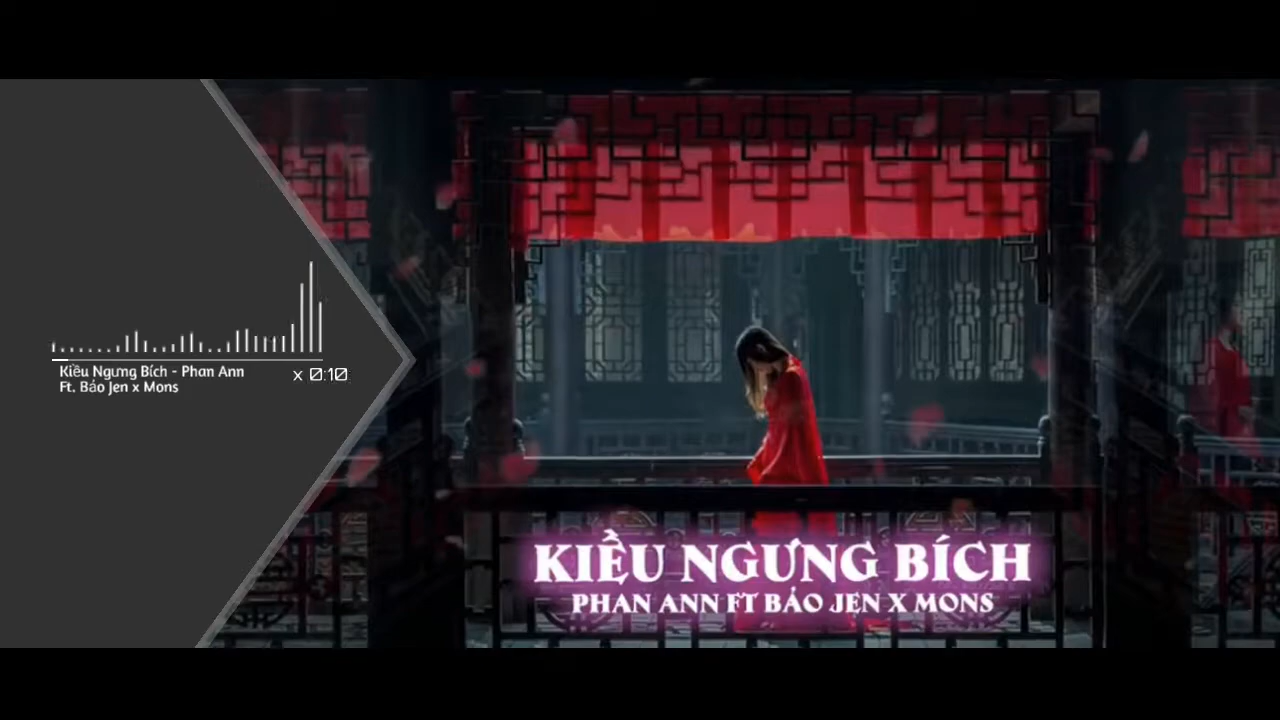 Kiều Ngưng Bích - Phan Ann
Ft. Bảo Jen x Mons
x 0:10
KIỀU NGƯNG BÍCH
PHAN ANN FT BẢO JEN X MONS